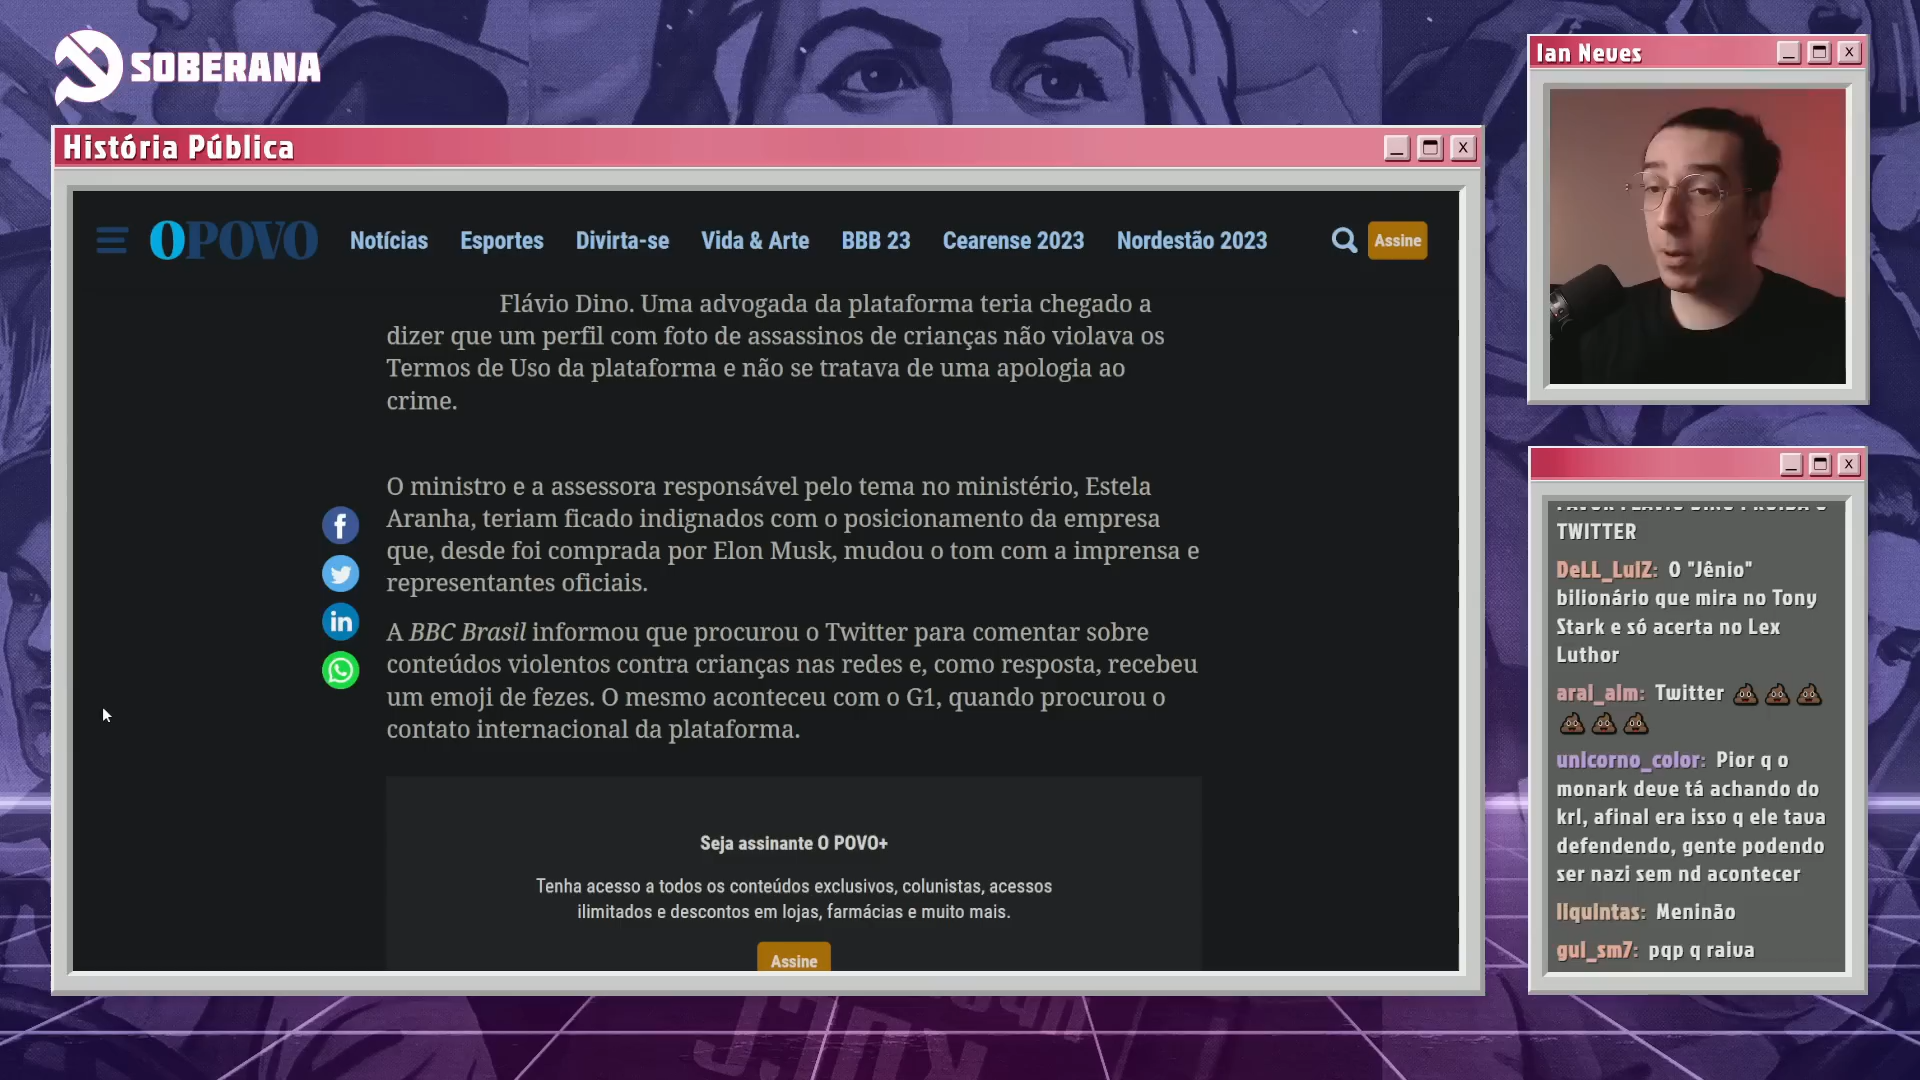 SOBERANA
História Pública
OPOVO
Notícias
Esportes
Divirta-se
Vida & Arte
BBB 23
Cearense 2023
Nordestão 2023
Assine
Flávio Dino. Uma advogada da plataforma teria chegado a
dizer que um perfil com foto de assassinos de crianças não violava os
Termos de Uso da plataforma e não se tratava de uma apologia ao
crime.
O ministro e a assessora responsável pelo tema no ministério, Estela
Aranha, teriam ficado indignados com o posicionamento da empresa
que, desde foi comprada por Elon Musk, mudou o tom com a imprensa e
representantes oficiais.
A BBC Brasil informou que procurou o Twitter para comentar sobre
conteúdos violentos contra crianças nas redes e, como resposta, recebeu
um emoji de fezes. O mesmo aconteceu com o G1, quando procurou o
contato internacional da plataforma.
Seja assinante O POVO+
Tenha acesso a todos os conteúdos exclusivos, colunistas, acessos
ilimitados e descontos em lojas, farmácias e muito mais.
Assine
Ian Neves
TWITTER
DeLL_LuIZ: O "Jênio"
bilionário que mira no Tony
Stark e só acerta no Lex
Luthor
aral_alm: Twitter 💩 💩 💩
💩 💩 💩
unicorno_color: Pior q o
monark deve tá achando do
krl, afinal era isso q ele tava
defendendo, gente podendo
ser nazi sem nd acontecer
liquintas: Meninão
gui_sm7: pqp q raiva